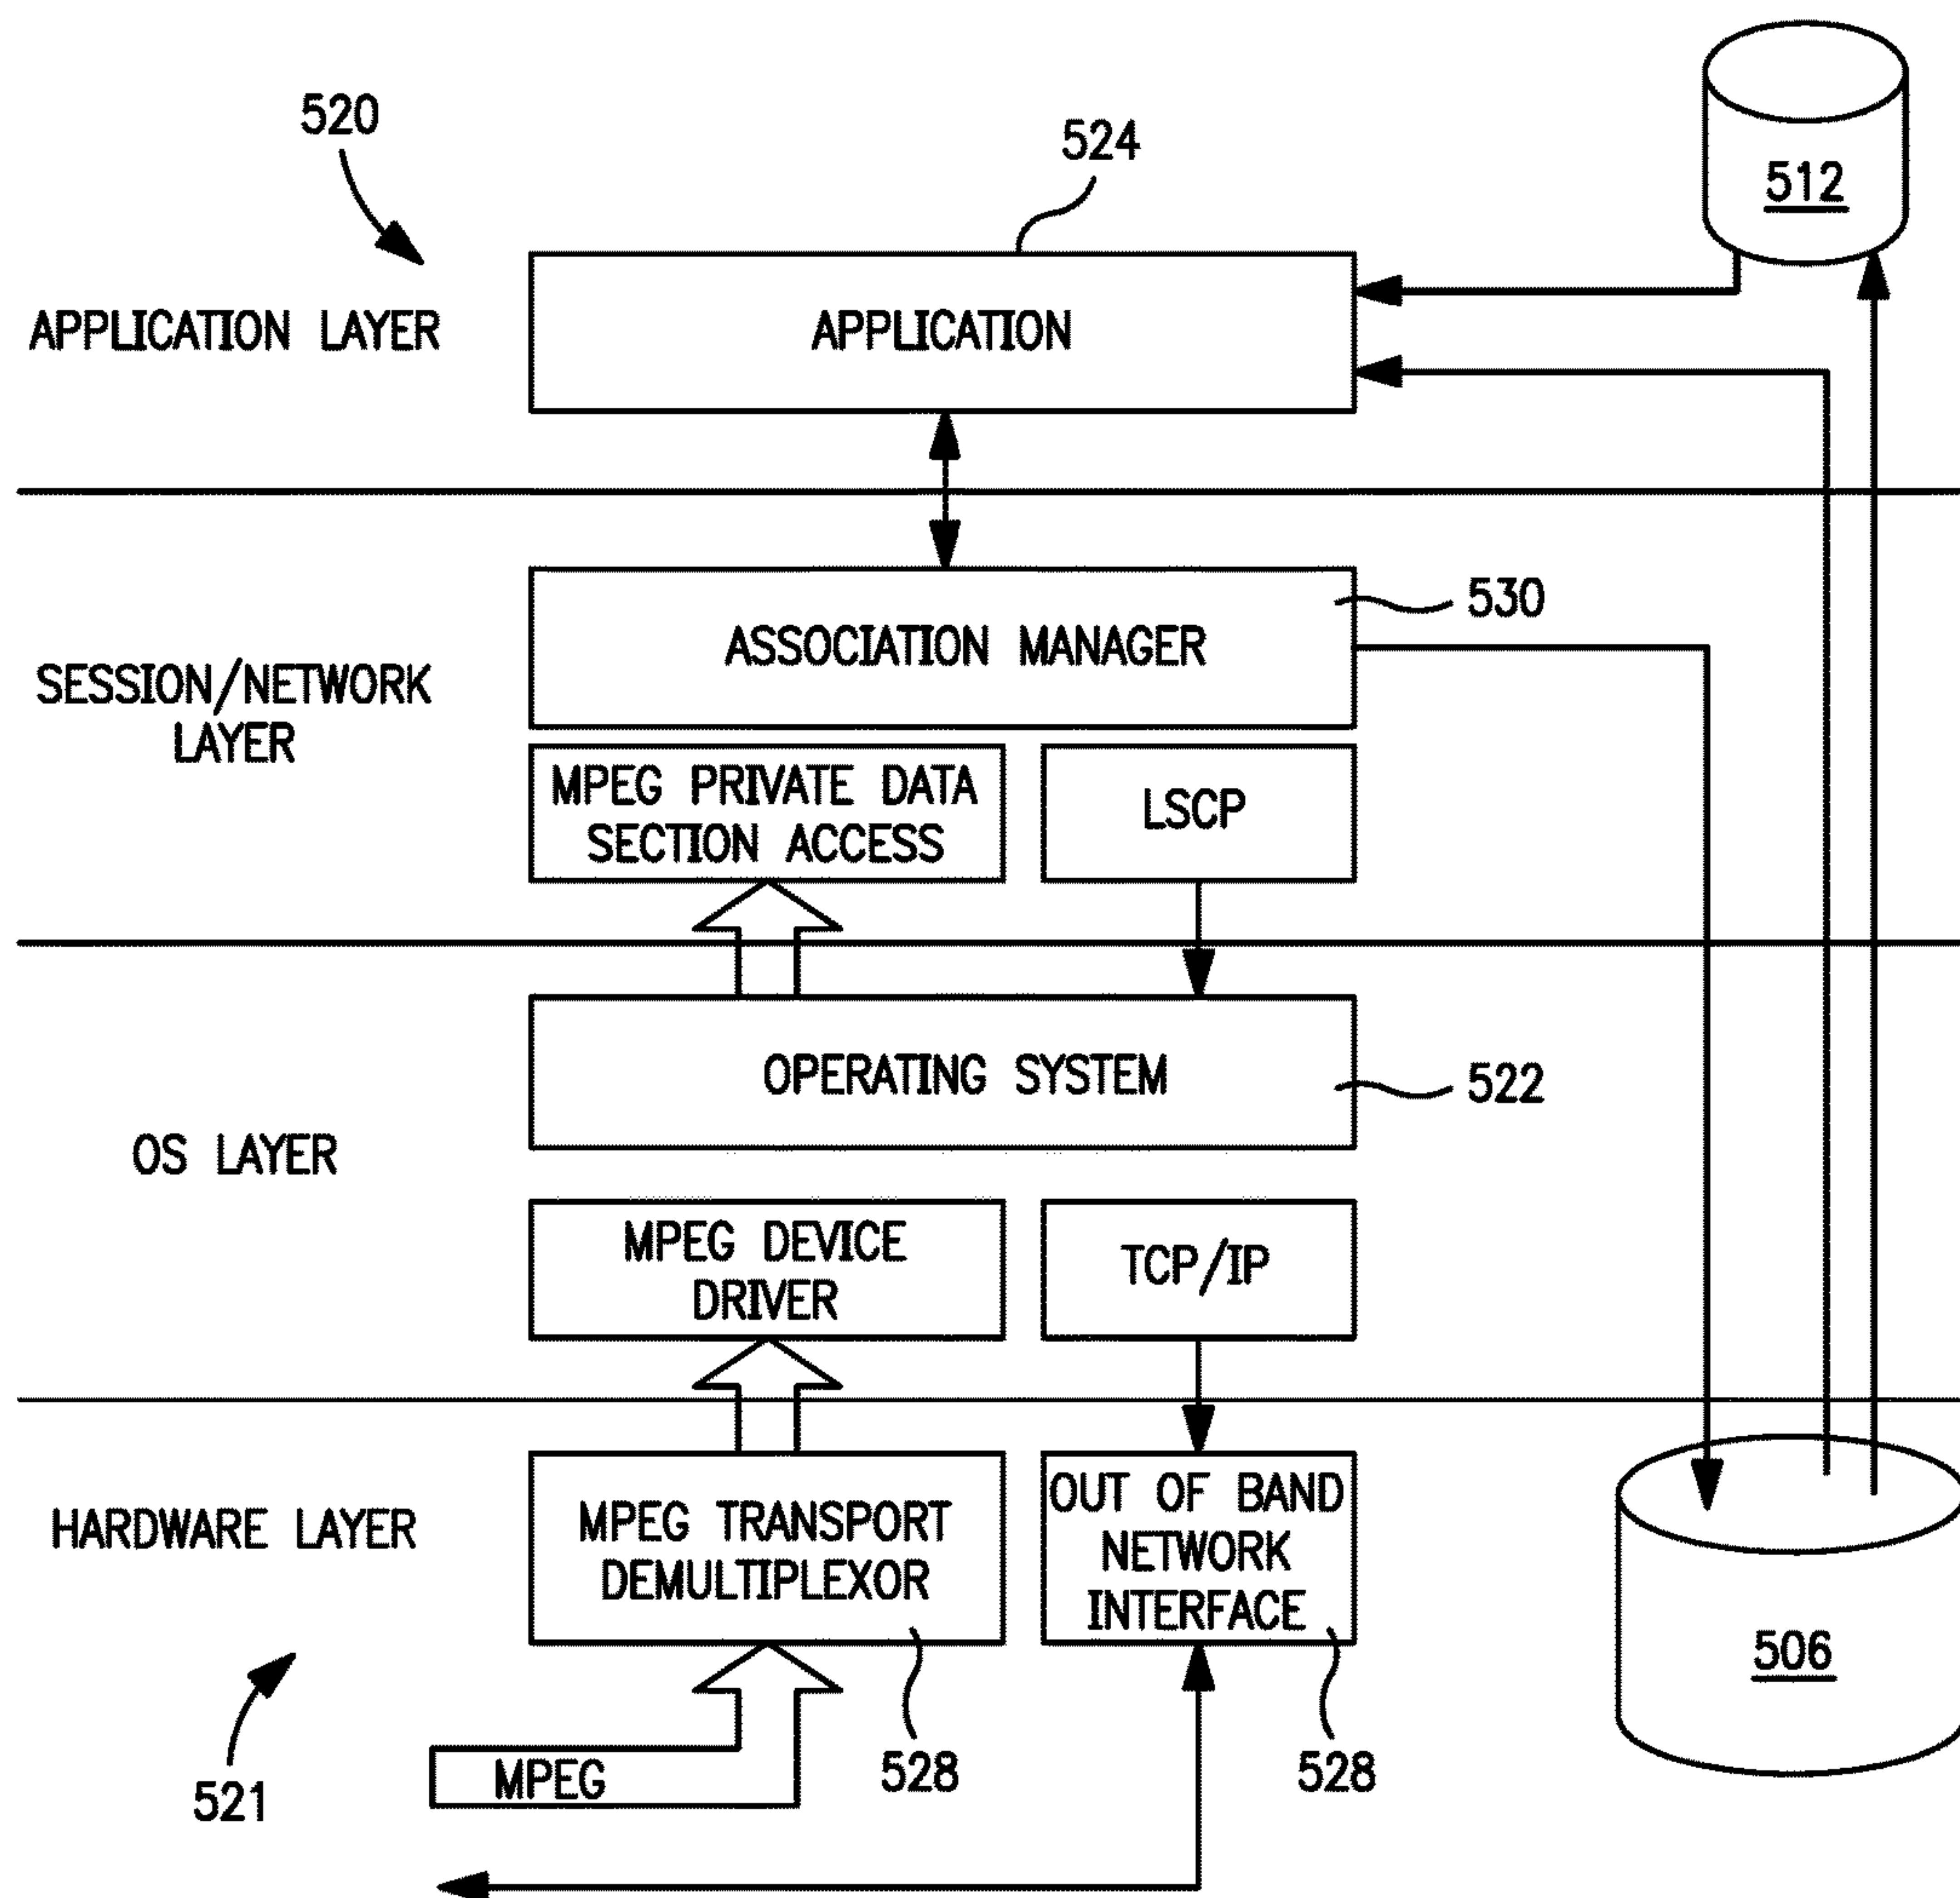 520
524
512
APPLICATION LAYER
APPLICATION
530
ASSOCIATION MANAGER
SESSION/NETWORK
LAYER
MPEG PRIVATE DATA
SECTION ACCESS
LSCP
OPERATING SYSTEM
522
OS LAYER
MPEG DEVICE
DRIVER
TCP/IP
HARDWARE LAYER
MPEG TRANSPORT
DEMULTIPLEXOR
OUT OF BAND
NETWORK
INTERFACE
506
521
MPEG
528
528